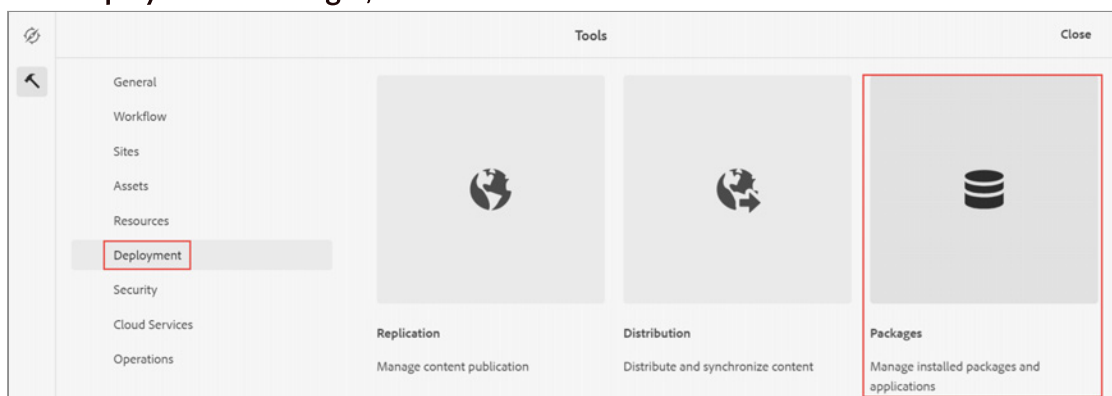 Tools
Close
General
Workflow
Sites
Assets
Resources
Deployment
Security
Cloud Services
Operations
Replication
Manage content publication
Distribution
Distribute and synchronize content
Packages
Manage installed packages and
applications